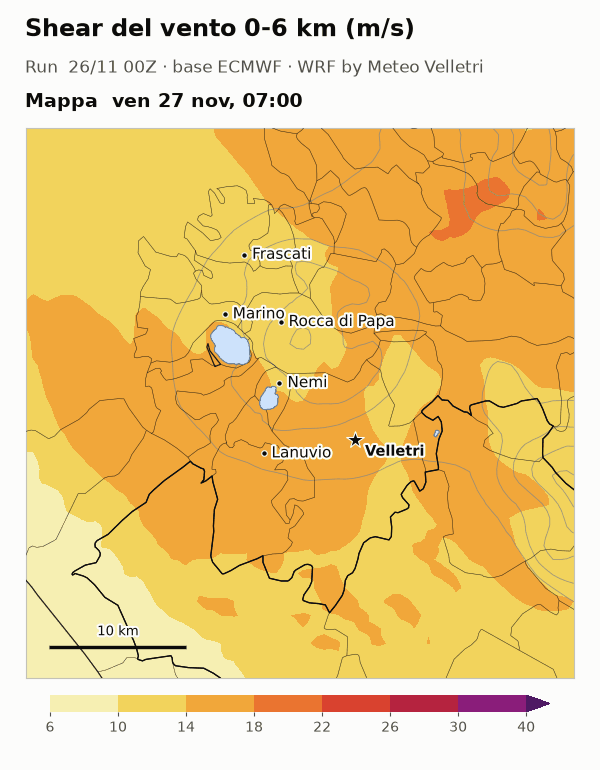 Shear del vento 0-6 km (m/s)
Run  26/11 00Z · base ECMWF · WRF by Meteo Velletri
Mappa  ven 27 nov, 07:00
Frascati
Marino
Rocca di Papa
Nemi
Velletri
Lanuvio
10 km
6 10 14 18 22 26 30 40